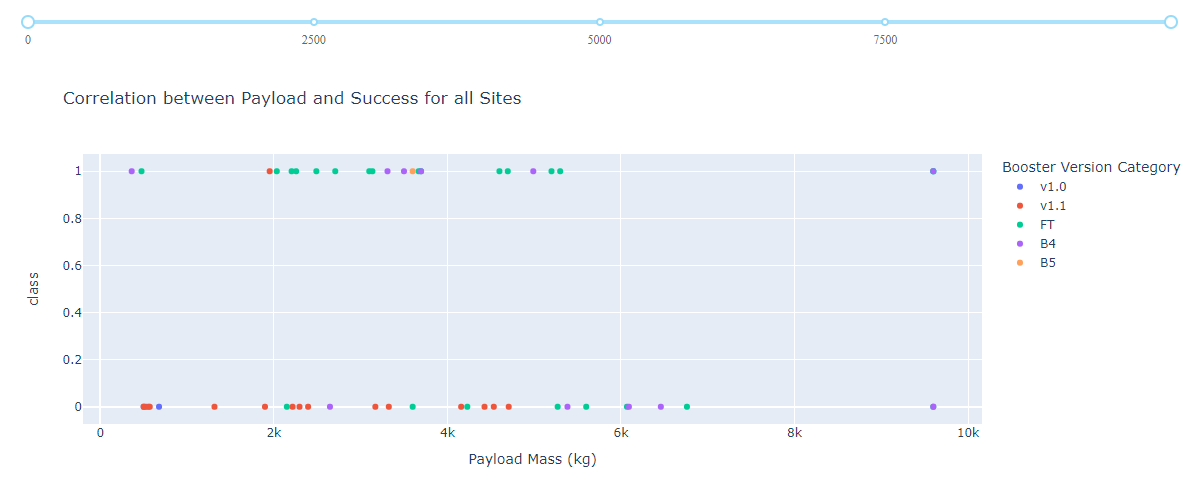 0 2500 5000 7500
Correlation between Payload and Success for all Sites
Booster Version Category
v1.0
v1.1
FT
B4
B5
class
1
0.8
0.6
0.4
0.2
0
0 2k 4k 6k 8k 10k
Payload Mass (kg)